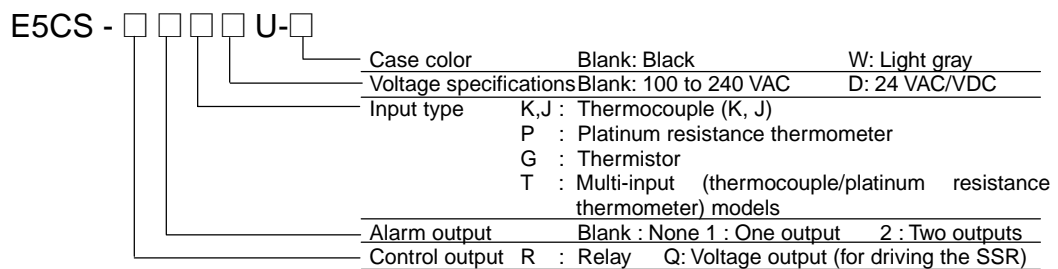 E5CS - □ □ □ □ U-□
Case color Blank: Black W: Light gray
Voltage specifications Blank: 100 to 240 VAC D: 24 VAC/VDC
Input type K,J : Thermocouple (K, J)
P : Platinum resistance thermometer
G : Thermistor
T : Multi-input (thermocouple/platinum resistance
thermometer) models
Alarm output Blank : None 1 : One output 2 : Two outputs
Control output R : Relay Q: Voltage output (for driving the SSR)